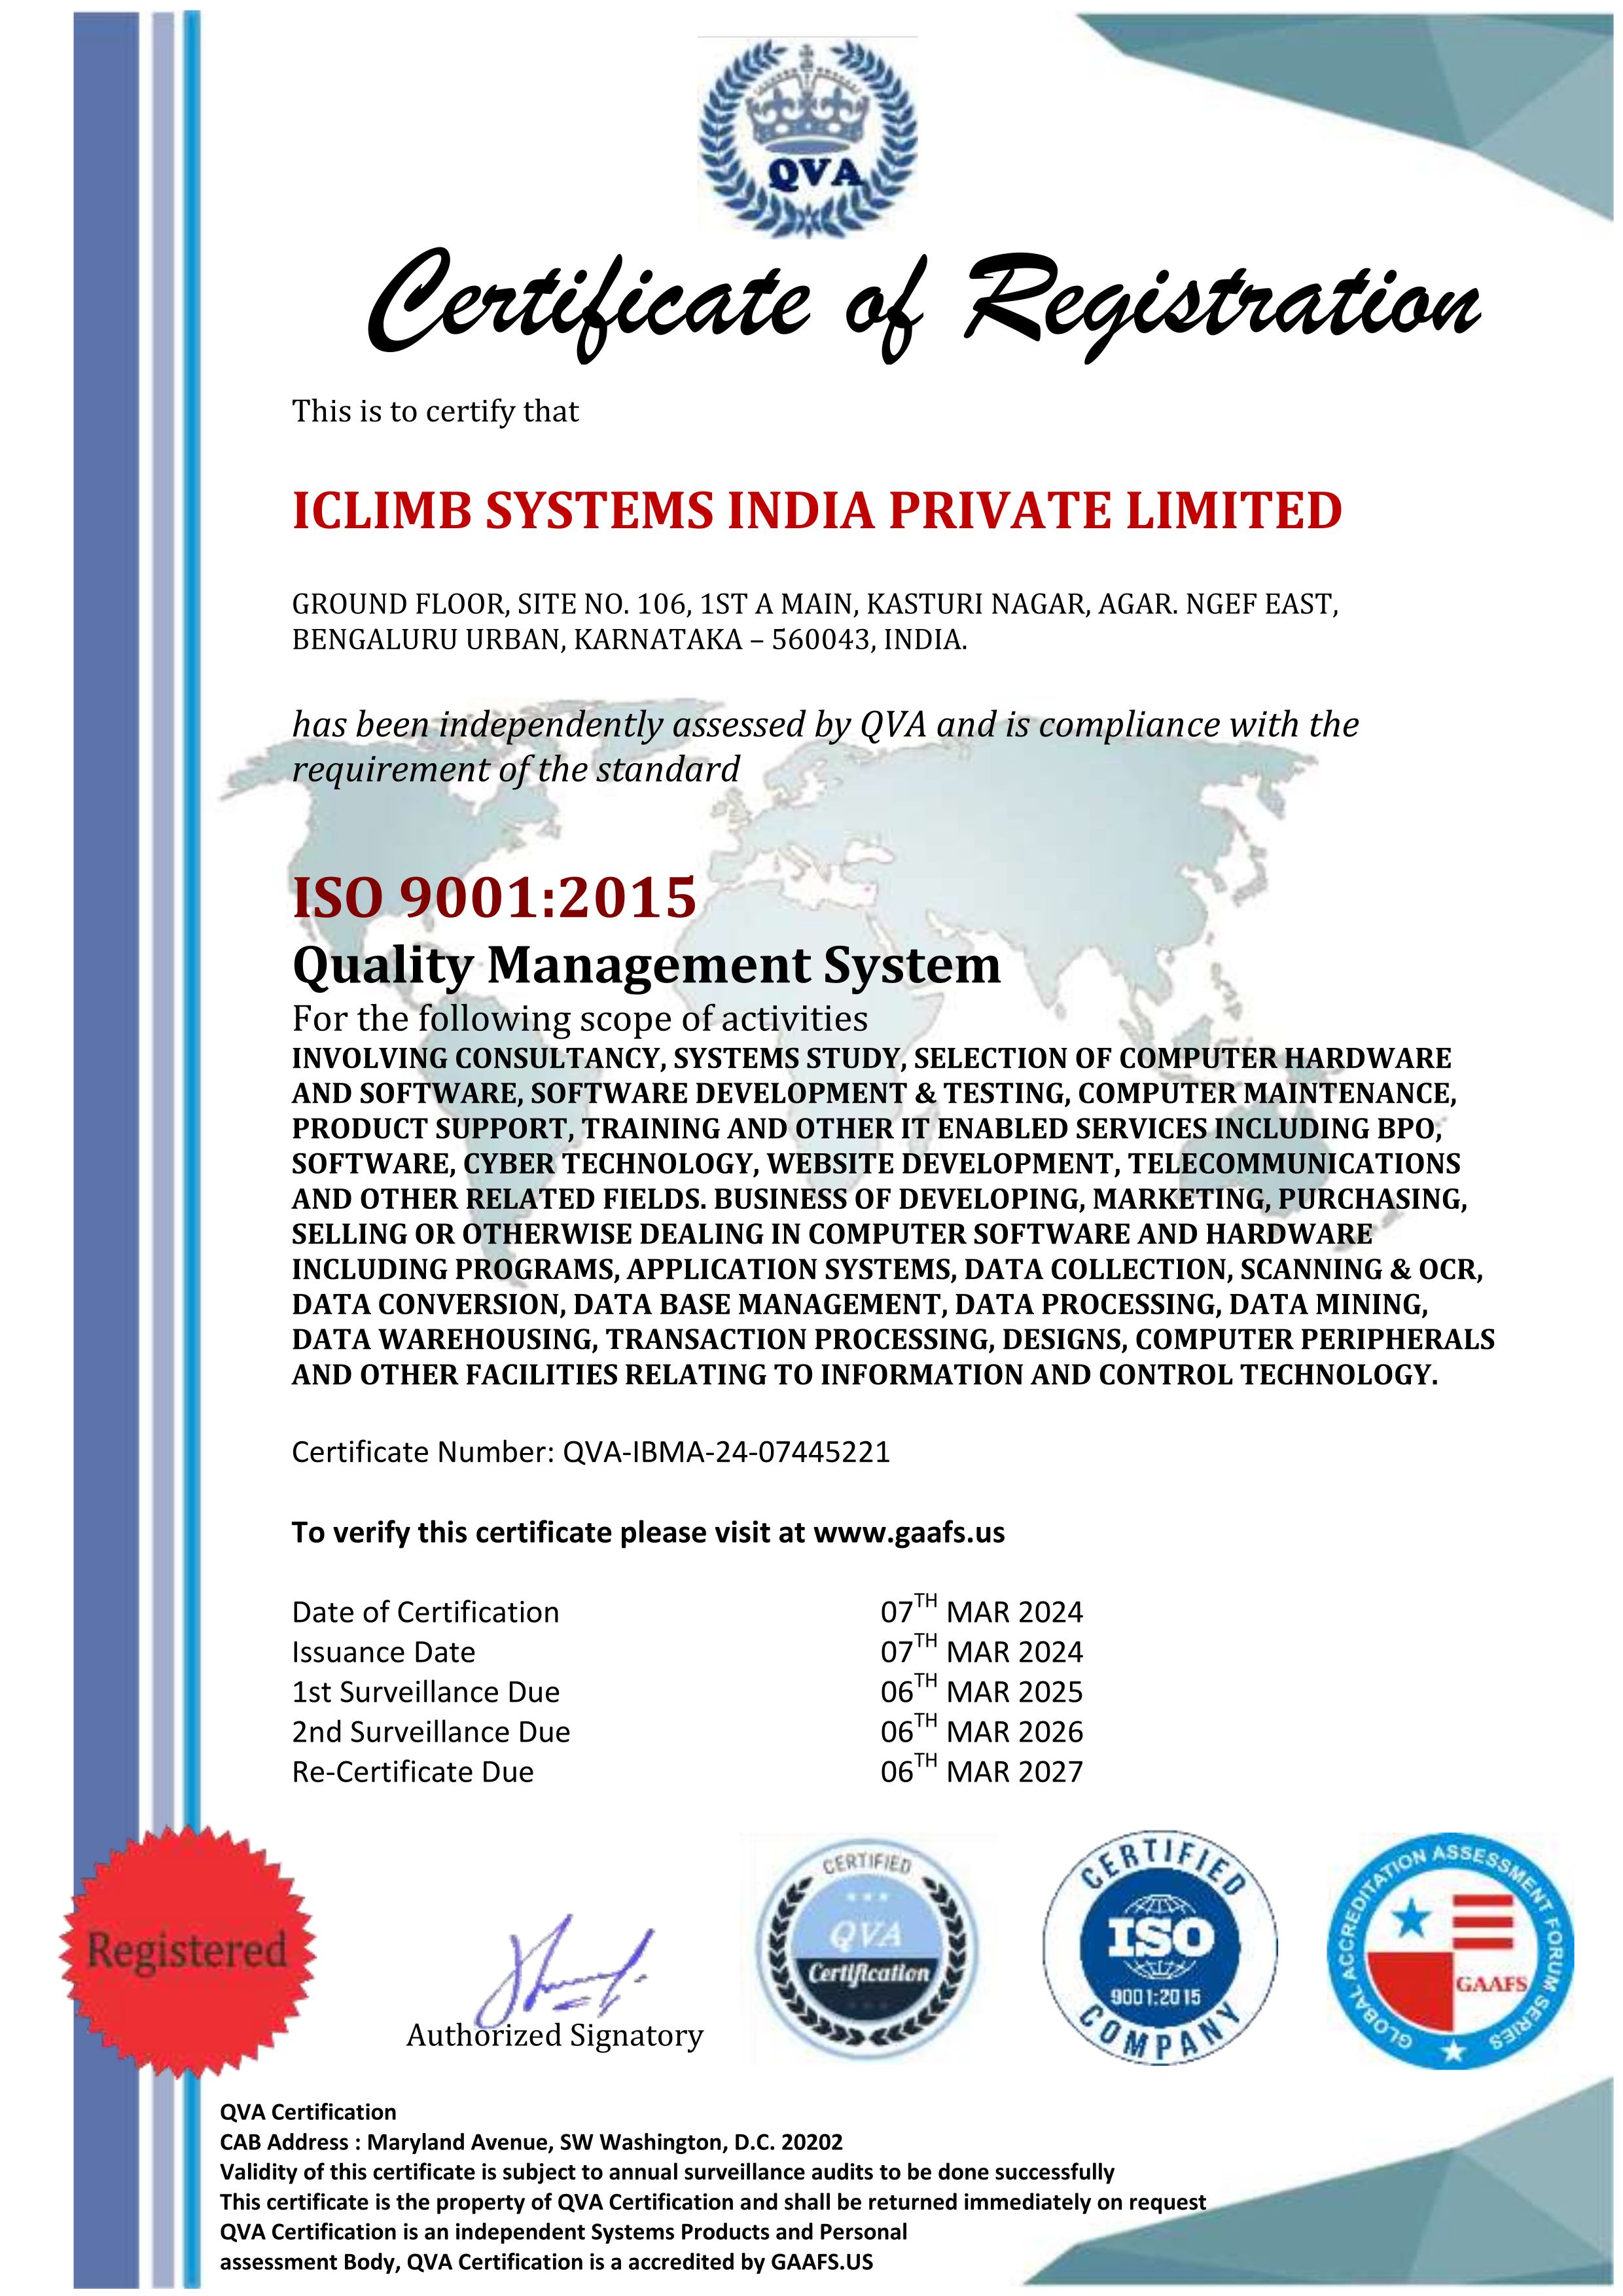 QVA
Certificate of Registration
This is to certify that
ICLIMB SYSTEMS INDIA PRIVATE LIMITED
GROUND FLOOR, SITE NO. 106, 1ST A MAIN, KASTURI NAGAR, AGAR. NGEF EAST,
BENGALURU URBAN, KARNATAKA – 560043, INDIA.
has been independently assessed by QVA and is compliance with the
requirement of the standard
ISO 9001:2015
Quality Management System
For the following scope of activities
INVOLVING CONSULTANCY, SYSTEMS STUDY, SELECTION OF COMPUTER HARDWARE
AND SOFTWARE, SOFTWARE DEVELOPMENT & TESTING, COMPUTER MAINTENANCE,
PRODUCT SUPPORT, TRAINING AND OTHER IT ENABLED SERVICES INCLUDING BPO,
SOFTWARE, CYBER TECHNOLOGY, WEBSITE DEVELOPMENT, TELECOMMUNICATIONS
AND OTHER RELATED FIELDS. BUSINESS OF DEVELOPING, MARKETING, PURCHASING,
SELLING OR OTHERWISE DEALING IN COMPUTER SOFTWARE AND HARDWARE
INCLUDING PROGRAMS, APPLICATION SYSTEMS, DATA COLLECTION, SCANNING & OCR,
DATA CONVERSION, DATA BASE MANAGEMENT, DATA PROCESSING, DATA MINING,
DATA WAREHOUSING, TRANSACTION PROCESSING, DESIGNS, COMPUTER PERIPHERALS
AND OTHER FACILITIES RELATING TO INFORMATION AND CONTROL TECHNOLOGY.
Certificate Number: QVA-IBMA-24-07445221
To verify this certificate please visit at www.gaafs.us
Date of Certification 07TH MAR 2024
Issuance Date 07TH MAR 2024
1st Surveillance Due 06TH MAR 2025
2nd Surveillance Due 06TH MAR 2026
Re-Certificate Due 06TH MAR 2027
Registered
Authorized Signatory
CERTIFIED
QVA
Certification
CERTIFIED
ISO
9001:2015
COMPANY
GLOBAL ACCREDITATION ASSESSMENT FORUM SERIES
GAAFS
QVA Certification
CAB Address : Maryland Avenue, SW Washington, D.C. 20202
Validity of this certificate is subject to annual surveillance audits to be done successfully
This certificate is the property of QVA Certification and shall be returned immediately on request
QVA Certification is an independent Systems Products and Personal
assessment Body, QVA Certification is a accredited by GAAFS.US